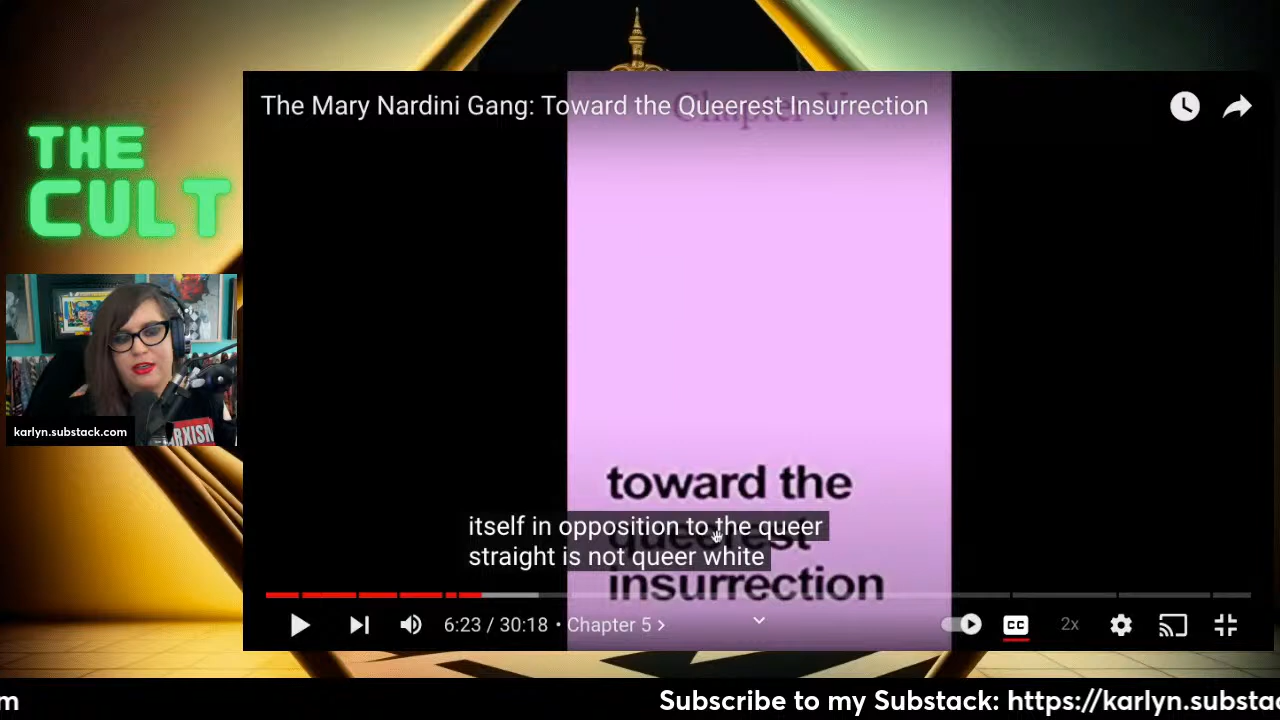 The Mary Nardini Gang: Toward the Queerest Insurrection
Chapter V
THE
CULT
karlyn.substack.com
toward the
itself in opposition to the queer
straight is not queer white
insurrection
6:23 / 30:18 • Chapter 5 >
CC
2x
m
Subscribe to my Substack: https://karlyn.substa